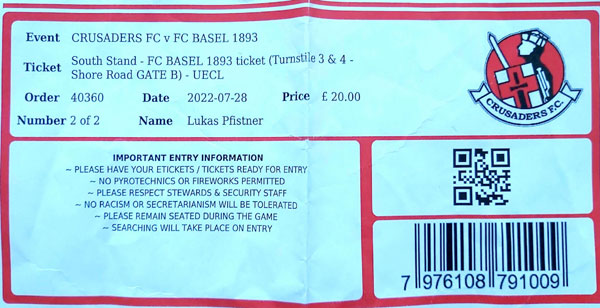 Event CRUSADERS FC v FC BASEL 1893
Ticket South Stand - FC BASEL 1893 ticket (Turnstile 3 & 4 -
Shore Road GATE B) - UECL
Order 40360 Date 2022-07-28 Price £ 20.00
Number 2 of 2 Name Lukas Pfistner
CRUSADERS F.C.
IMPORTANT ENTRY INFORMATION
~ PLEASE HAVE YOUR ETICKETS / TICKETS READY FOR ENTRY
~ NO PYROTECHNICS OR FIREWORKS PERMITTED
~ PLEASE RESPECT STEWARDS & SECURITY STAFF
~ NO RACISM OR SECRETARIANISM WILL BE TOLERATED
~ PLEASE REMAIN SEATED DURING THE GAME
~ SEARCHING WILL TAKE PLACE ON ENTRY
7 976108 791009